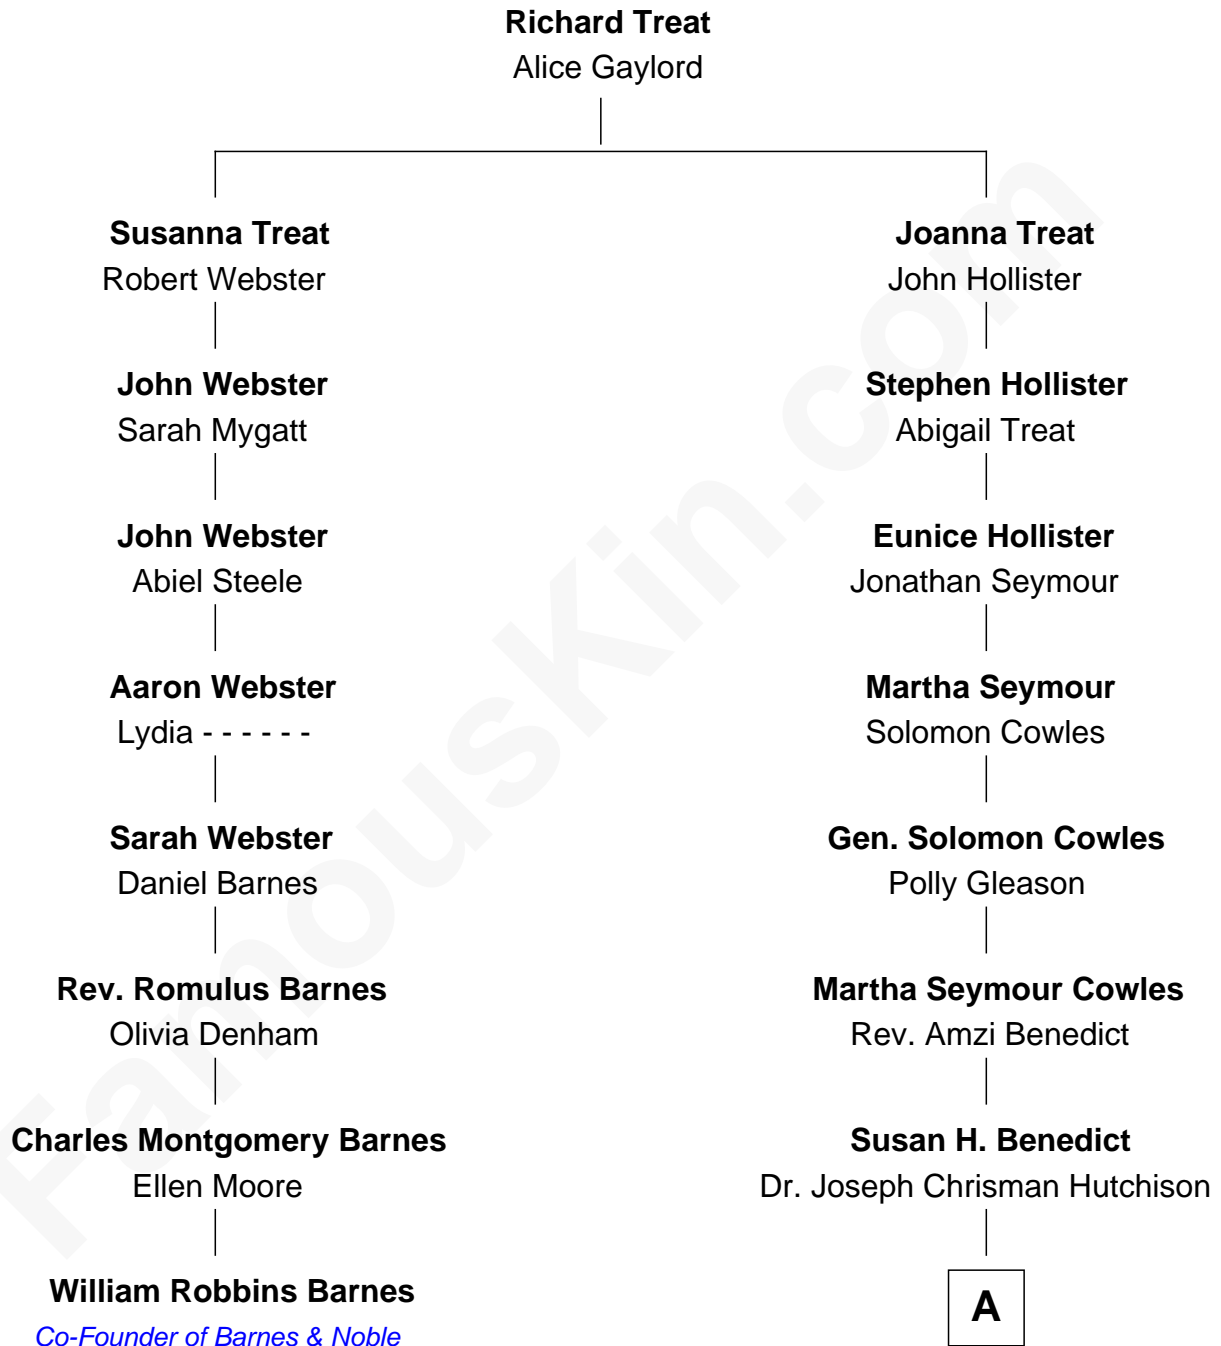 Richard Treat
Alice Gaylord
Susanna Treat
Robert Webster
Joanna Treat
John Hollister
John Webster
Sarah Mygatt
Stephen Hollister
Abigail Treat
John Webster
Abiel Steele
Eunice Hollister
Jonathan Seymour
Aaron Webster
Lydia - - - - - -
Martha Seymour
Solomon Cowles
Sarah Webster
Daniel Barnes
Gen. Solomon Cowles
Polly Gleason
Rev. Romulus Barnes
Olivia Denham
Martha Seymour Cowles
Rev. Amzi Benedict
Charles Montgomery Barnes
Ellen Moore
Susan H. Benedict
Dr. Joseph Chrisman Hutchison
William Robbins Barnes
Co-Founder of Barnes & Noble
A
FamousKin.com